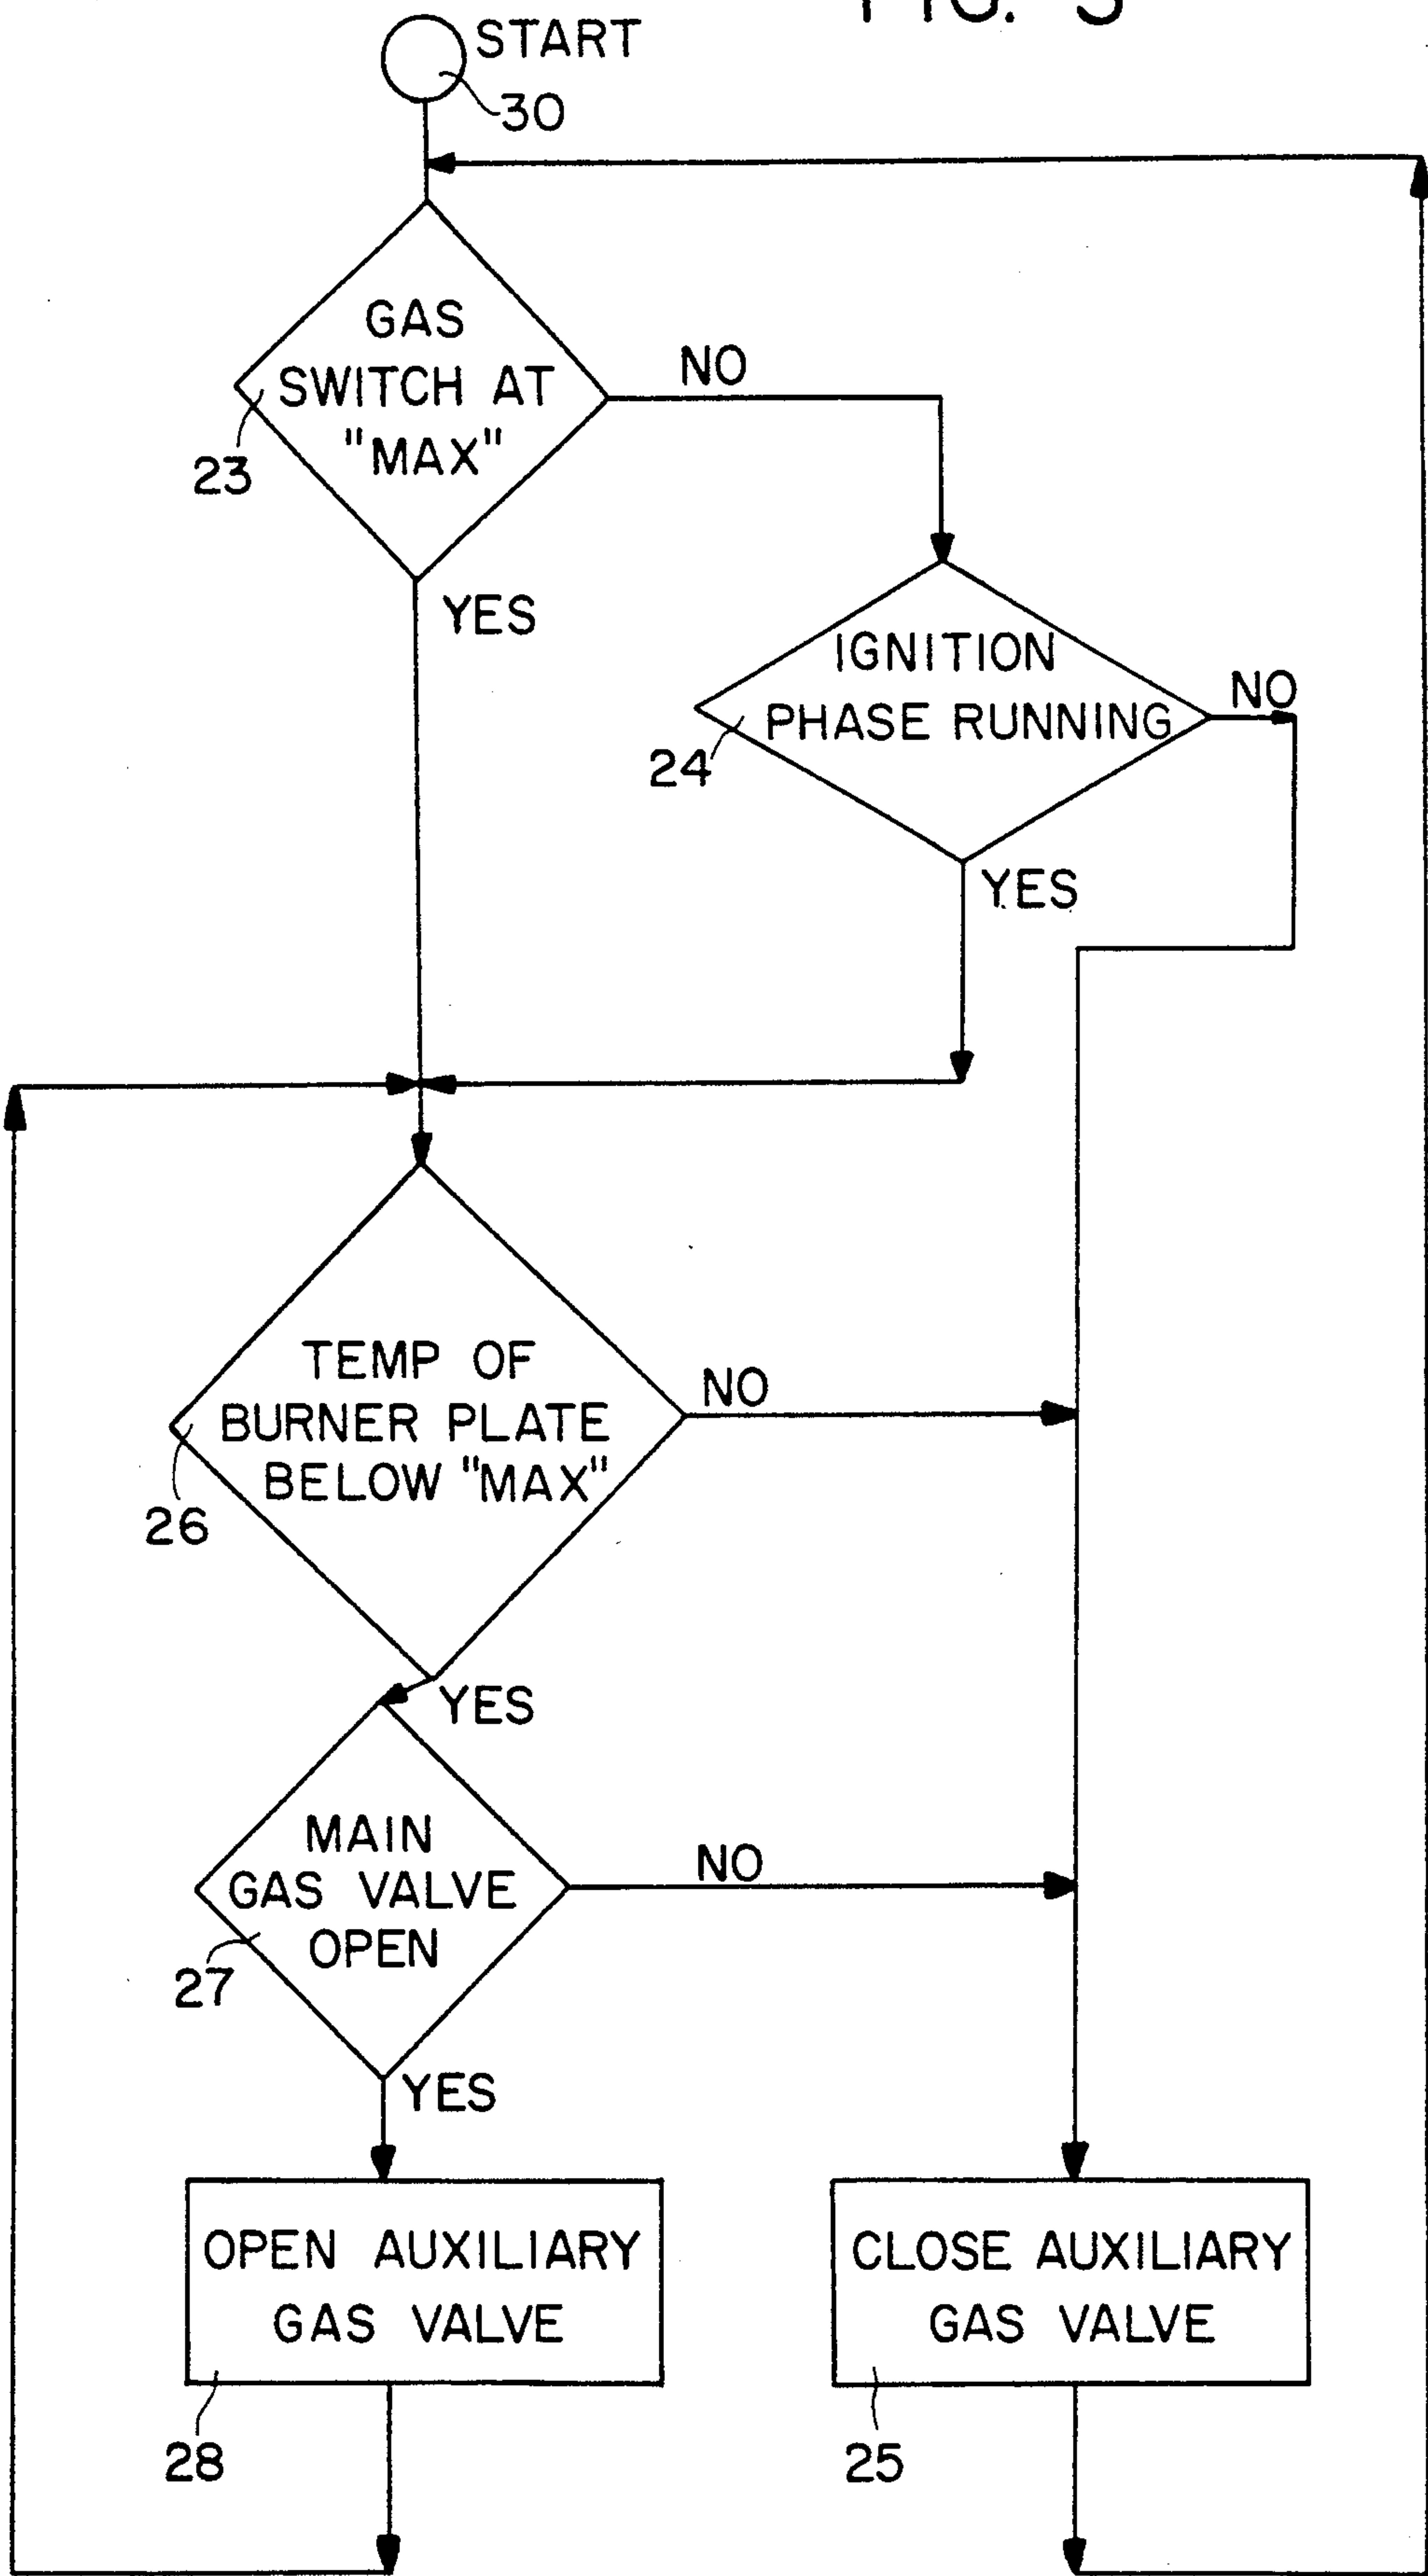 FIG. 3
START
30
GAS
SWITCH AT
"MAX"
23
NO
YES
IGNITION
PHASE RUNNING
24
NO
YES
TEMP OF
BURNER PLATE
BELOW "MAX"
26
NO
YES
MAIN
GAS VALVE
OPEN
27
NO
YES
OPEN AUXILIARY
GAS VALVE
28
CLOSE AUXILIARY
GAS VALVE
25